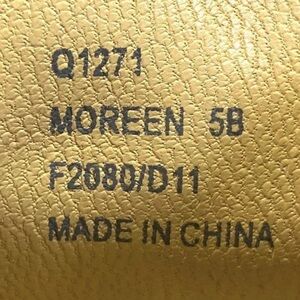 Q1271
MOREEN 5B
F2080/D11
MADE IN CHINA